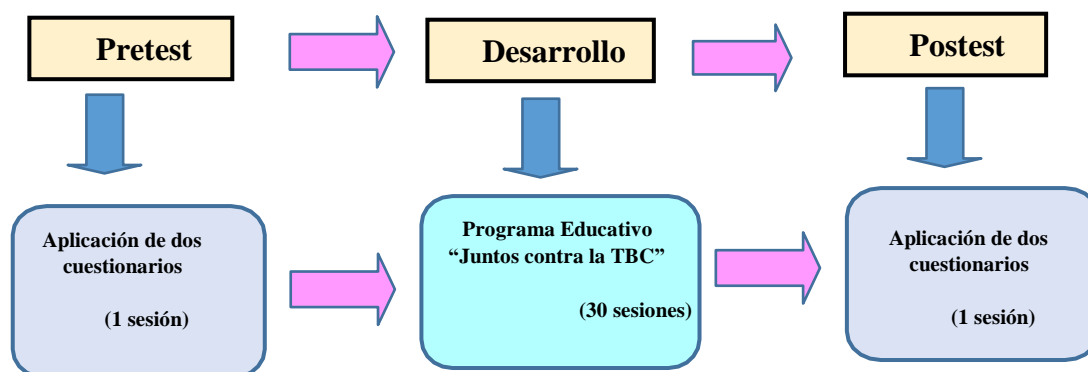 Pretest
Desarrollo
Postest
Aplicación de dos
cuestionarios
(1 sesión)
Programa Educativo
“Juntos contra la TBC”
(30 sesiones)
Aplicación de dos
cuestionarios
(1 sesión)